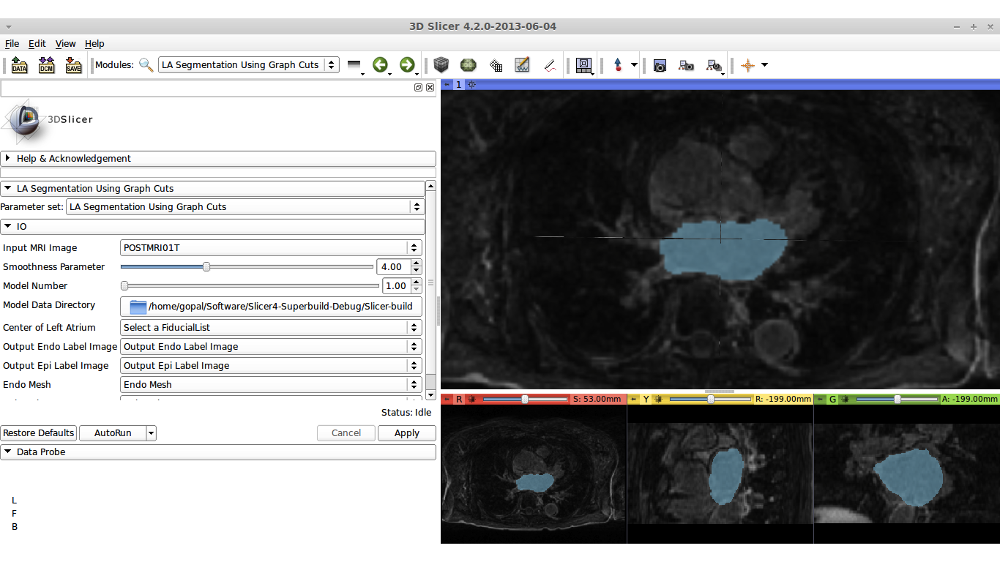 3D Slicer 4.2.0-2013-06-04
File Edit View Help
DATA DCM SAVE Modules: LA Segmentation Using Graph Cuts
1
3DSlicer
Help & Acknowledgement
LA Segmentation Using Graph Cuts
Parameter set: LA Segmentation Using Graph Cuts
IO
Input MRI Image POSTMRI01T
Smoothness Parameter 4.00
Model Number 1.00
Model Data Directory /home/gopal/Software/Slicer4-Superbuild-Debug/Slicer-build
Center of Left Atrium Select a FiducialList
Output Endo Label Image Output Endo Label Image
Output Epi Label Image Output Epi Label Image
Endo Mesh Endo Mesh
R S: 53.00mm Y R: -199.00mm G A: -199.00mm
Status: Idle
Restore Defaults AutoRun Cancel Apply
Data Probe
L
F
B